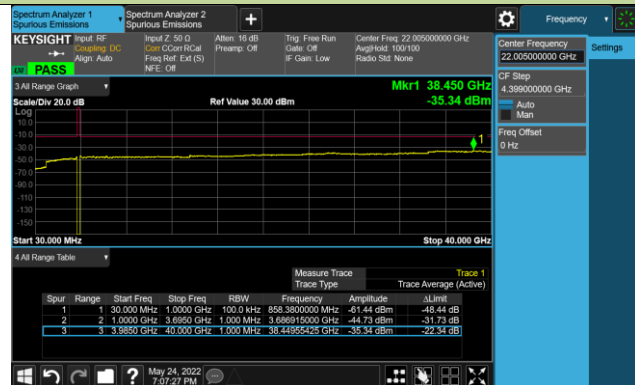 Spectrum Analyzer 1
Spurious Emissions
Spectrum Analyzer 2
Spurious Emissions
+
Frequency
KEYSIGHT
Input: RF
Coupling: DC
Align: Auto
Input Z: 50 Ω
Corr CCorr RCal
Freq Ref: Ext (S)
NFE: Off
Atten: 18 dB
Preamp: Off
Trig: Free Run
Gate: Off
IF Gain: Low
Center Freq: 22.005000000 GHz
Avg|Hold: 100/100
Radio Std: None
PASS
3 All Range Graph
Mkr1 38.450 GHz
Scale/Div 20.0 dB
Ref Value 30.00 dBm
-35.34 dBm
Log
10.0
-10.0
-30.0
-50.0
-70.0
-90.0
-110
-130
-150
1
Start 30.000 MHz
Stop 40.000 GHz
4 All Range Table
Measure Trace
Trace 1
Trace Type
Trace Average (Active)
Spur Range Start Freq Stop Freq RBW Frequency Amplitude ΔLimit
1 1 30.000 MHz 1.0000 GHz 100.0 kHz 858.3800000 MHz -61.44 dBm -48.44 dB
2 2 1.0000 GHz 3.6950 GHz 1.000 MHz 3.686915000 GHz -44.73 dBm -31.73 dB
3 3 3.9850 GHz 40.000 GHz 1.000 MHz 38.44955425 GHz -35.34 dBm -22.34 dB
?
May 24, 2022
7:07:27 PM
Center Frequency
22.005000000 GHz
CF Step
4.399000000 GHz
Auto
Man
Freq Offset
0 Hz
Settings